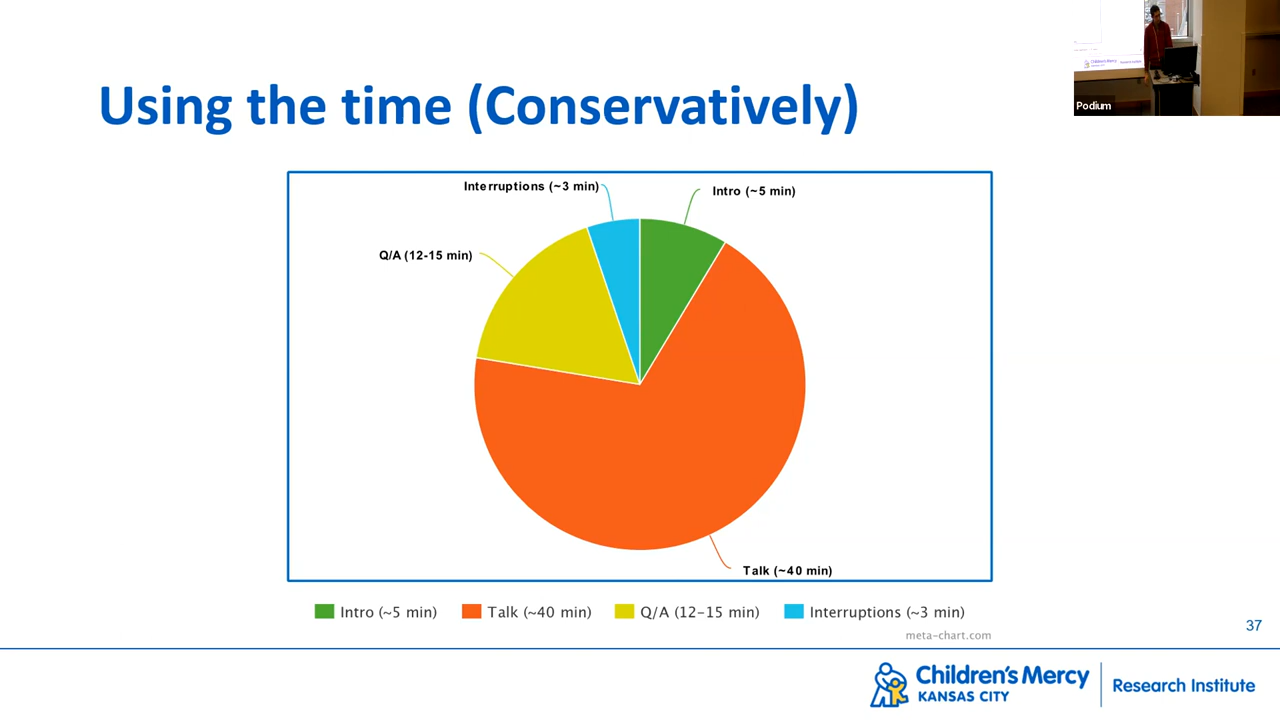 Podium
Using the time (Conservatively)
Interruptions (~3 min)
Intro (~5 min)
Q/A (12-15 min)
Talk (~40 min)
Intro (~5 min)
Talk (~40 min)
Q/A (12–15 min)
Interruptions (~3 min)
meta-chart.com
37
Children's Mercy
KANSAS CITY
Research Institute